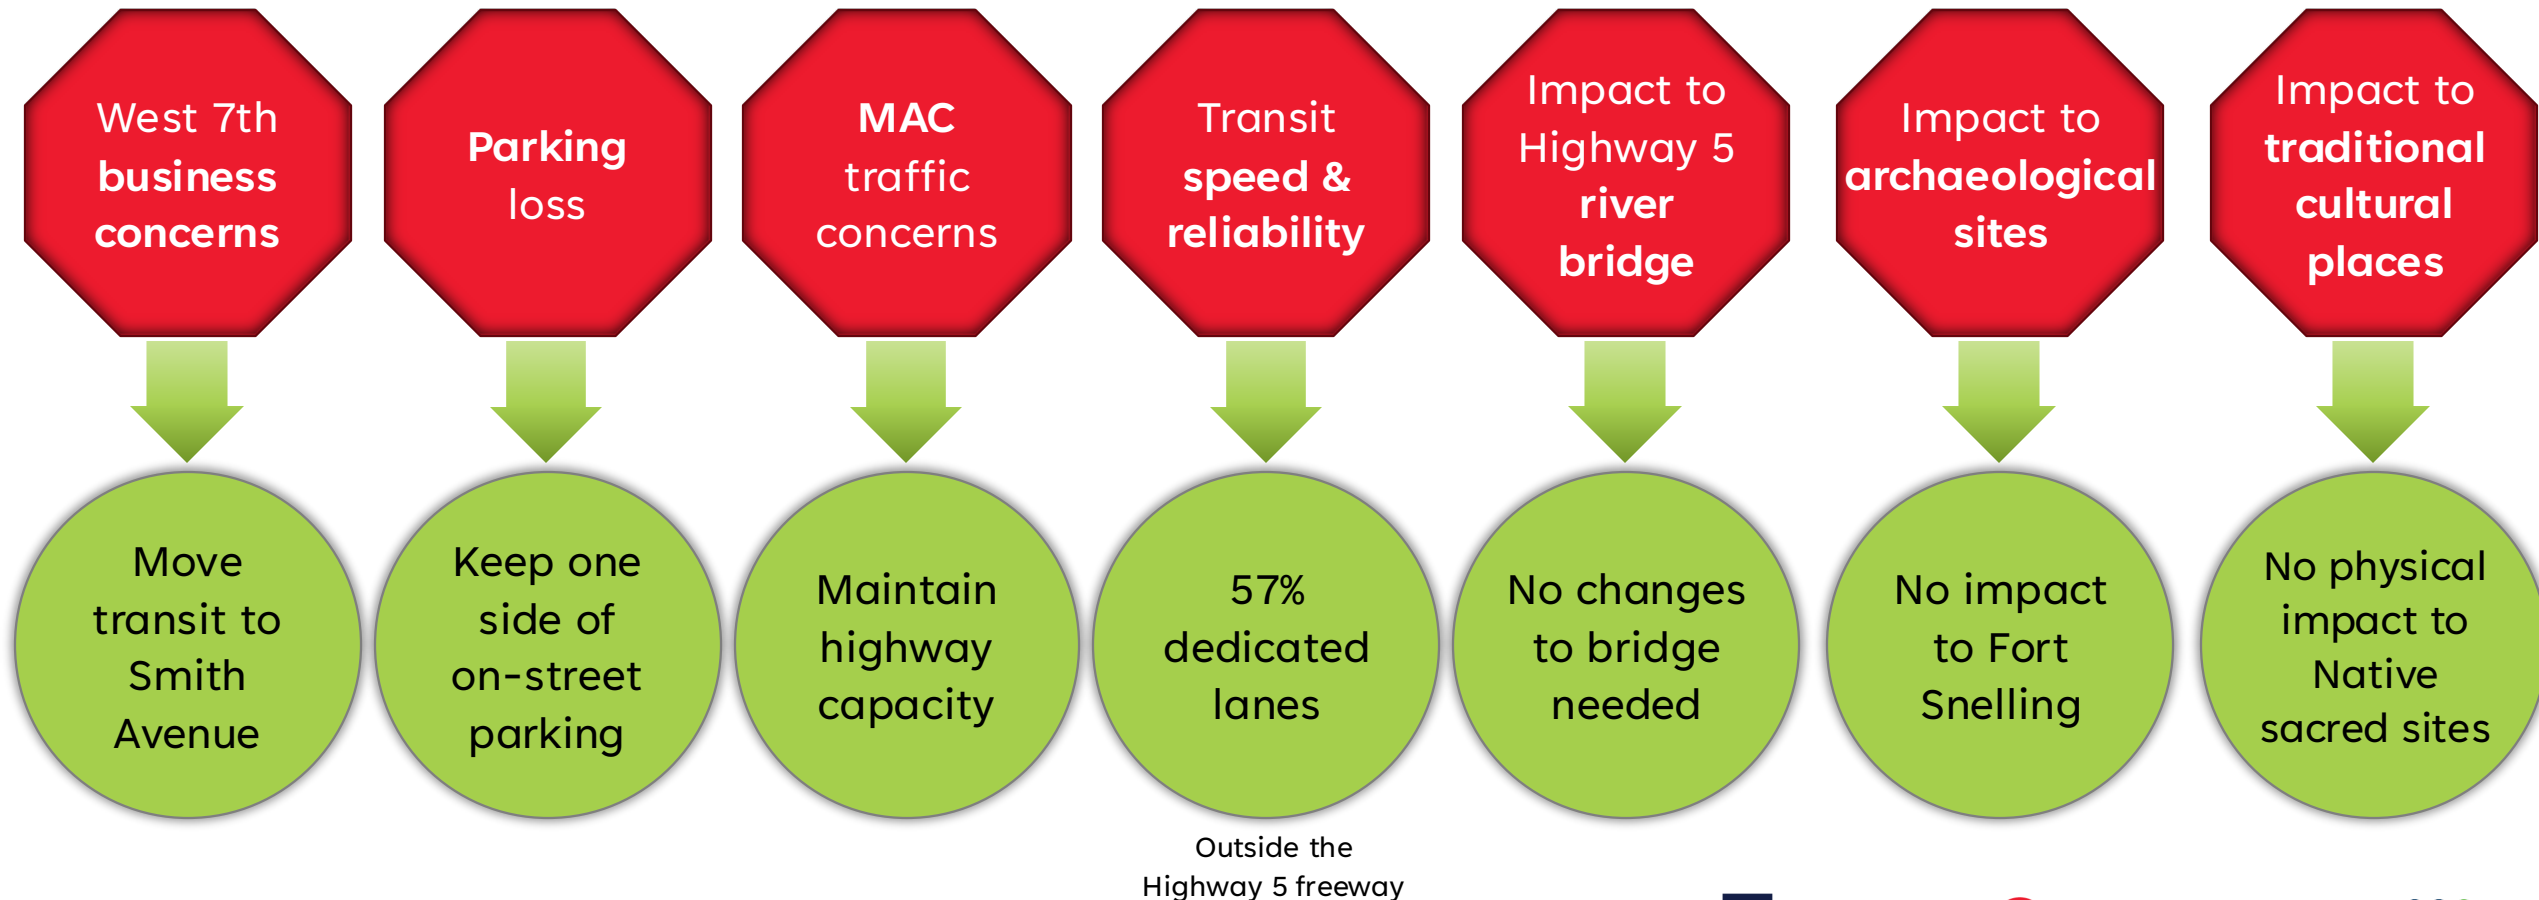 West 7th
business
concerns
Parking
loss
MAC
traffic
concerns
Transit
speed &
reliability
Impact to
Highway 5
river
bridge
Impact to
archaeological
sites
Impact to
traditional
cultural
places
Move
transit to
Smith
Avenue
Keep one
side of
on-street
parking
Maintain
highway
capacity
57%
dedicated
lanes
No changes
to bridge
needed
No impact
to Fort
Snelling
No physical
impact to
Native
sacred sites
Outside the
Highway 5 freeway